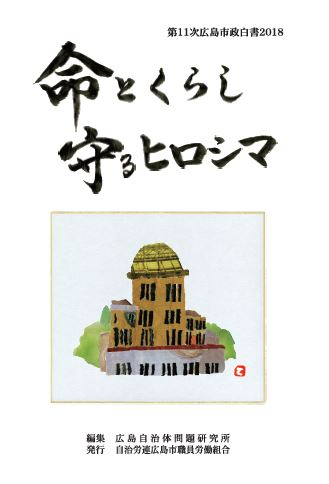 第11次広島市政白書2018
命とくらし
守るヒロシマ
編集 広島自治体問題研究所
発行 自治労連広島市職員労働組合